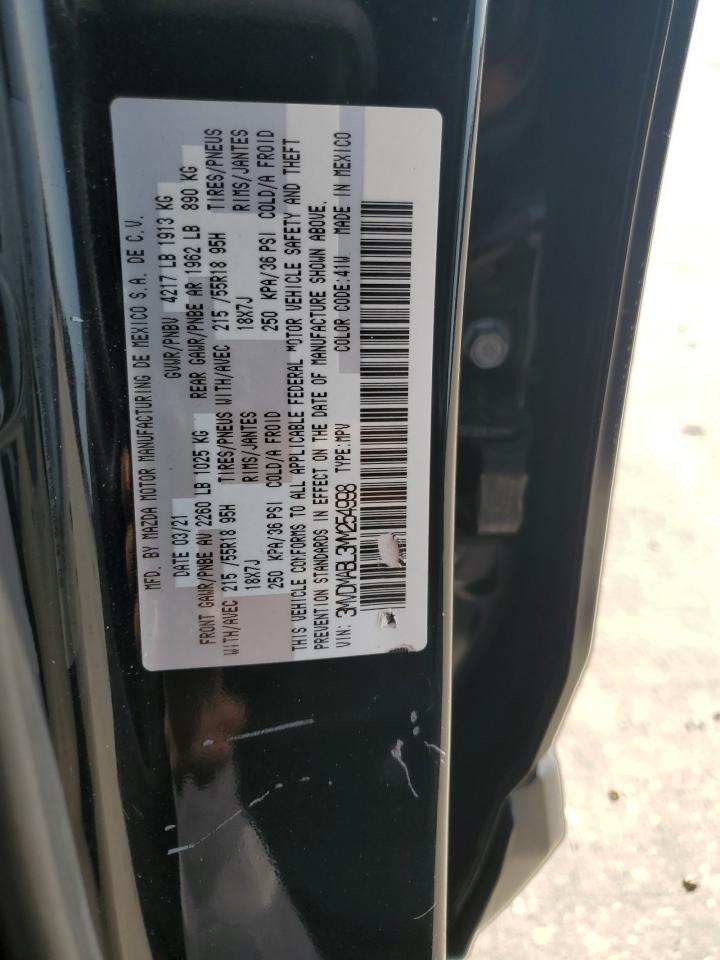 MFD. BY MAZDA MOTOR MANUFACTURING DE MEXICO S.A. DE C.V.
DATE 03/21 GVWR/PNBV 4217 LB 1913 KG
FRONT GAWR/PNBE AV 2260 LB 1025 KG REAR GAWR/PNBE AR 1962 LB 890 KG
WITH/AVEC 215 /55R18 95H TIRES/PNEUS WITH/AVEC 215 /55R18 95H TIRES/PNEUS
18X7J RIMS/JANTES 18X7J RIMS/JANTES
250 KPA/36 PSI COLD/A FROID 250 KPA/36 PSI COLD/A FROID
THIS VEHICLE CONFORMS TO ALL APPLICABLE FEDERAL MOTOR VEHICLE SAFETY AND THEFT
PREVENTION STANDARDS IN EFFECT ON THE DATE OF MANUFACTURE SHOWN ABOVE.
VIN: 3MVDMABL3MM254998 TYPE:MPV COLOR CODE:41W MADE IN MEXICO